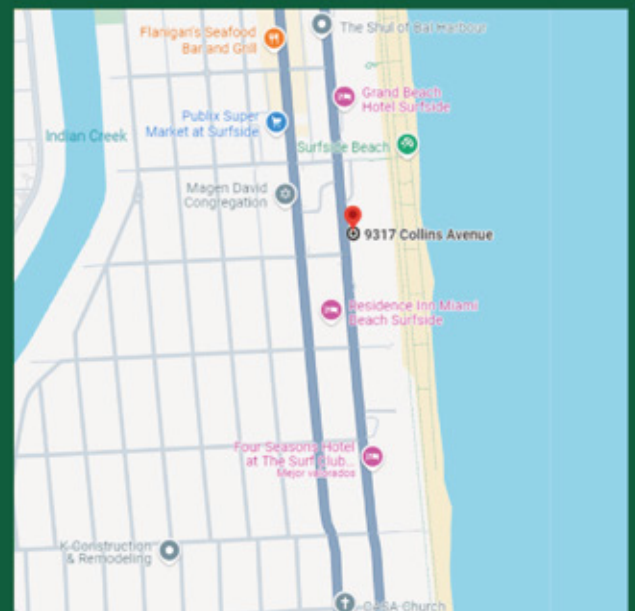 Flanigan's Seafood
Bar and Grill
The Shul of Bal Harbour
Grand Beach
Hotel Surfside
Publix Super
Market at Surfside
Indian Creek
Surfside Beach
Magen David
Congregation
9317 Collins Avenue
Residence Inn Miami
Beach Surfside
Four Seasons Hotel
at The Surf Club...
Mejor valorados
K-Construction
& Remodeling
CASA Church